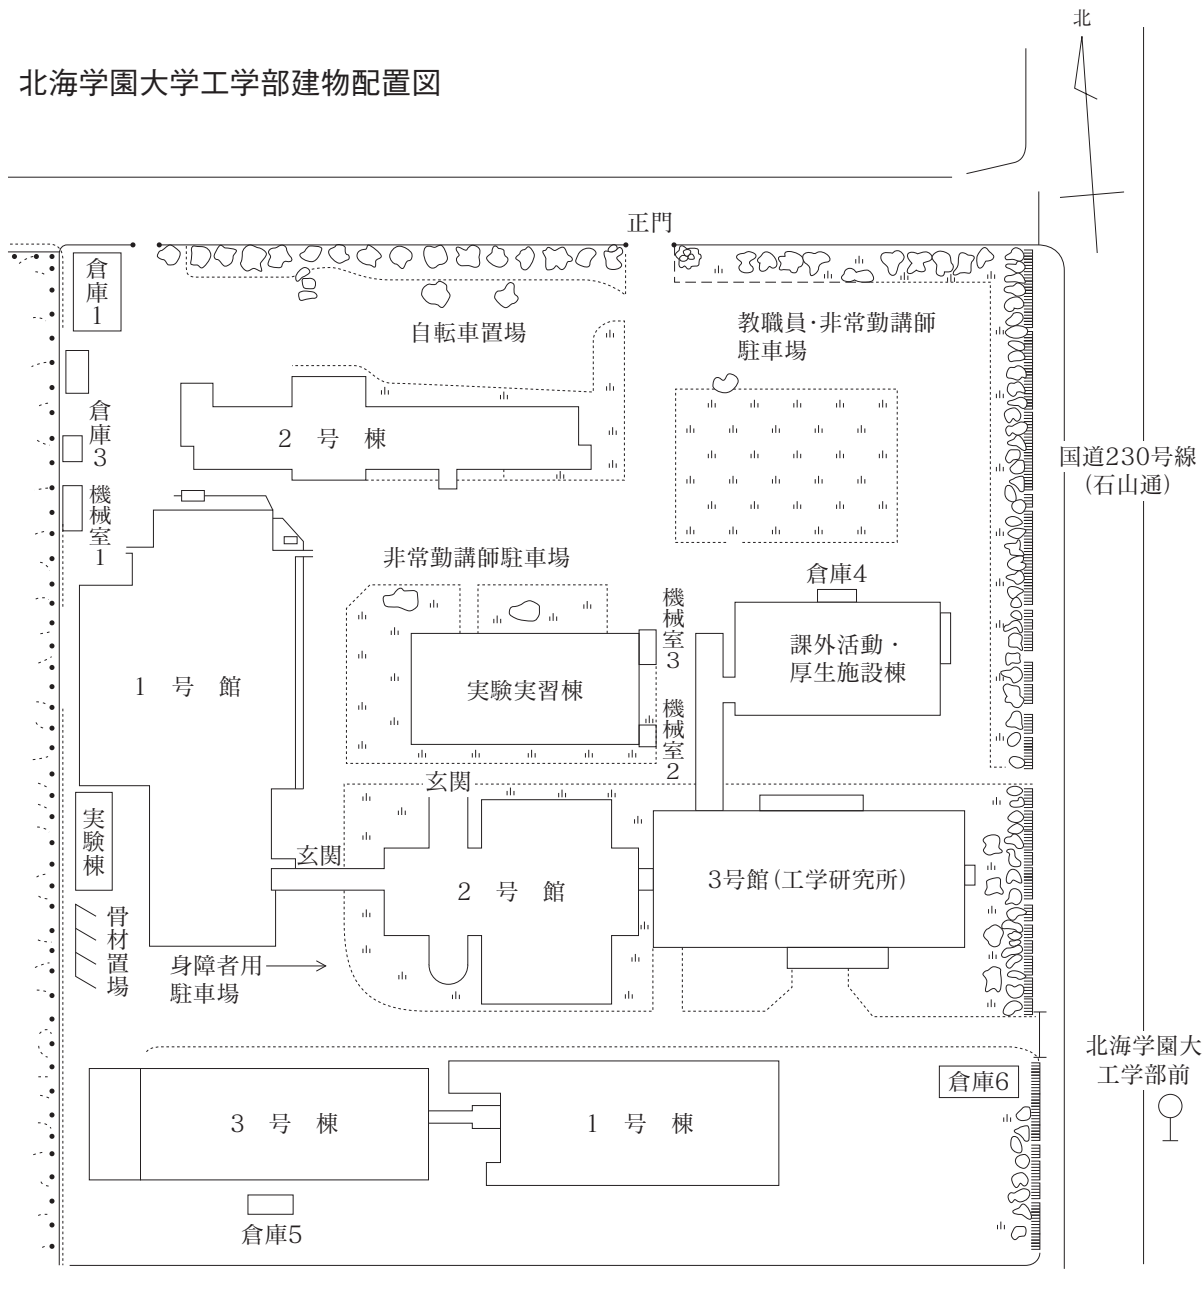 北
北海学園大学工学部建物配置図
正門
倉庫1
自転車置場
教職員・非常勤講師
駐車場
倉庫3
2号棟
国道230号線
(石山通)
機械室1
非常勤講師駐車場
倉庫4
機械室3
課外活動・
厚生施設棟
1号館
実験実習棟
機械室2
玄関
実験棟
玄関
2号館
3号館(工学研究所)
骨材置場
身障者用
駐車場
北海学園大
工学部前
倉庫6
3号棟
1号棟
倉庫5